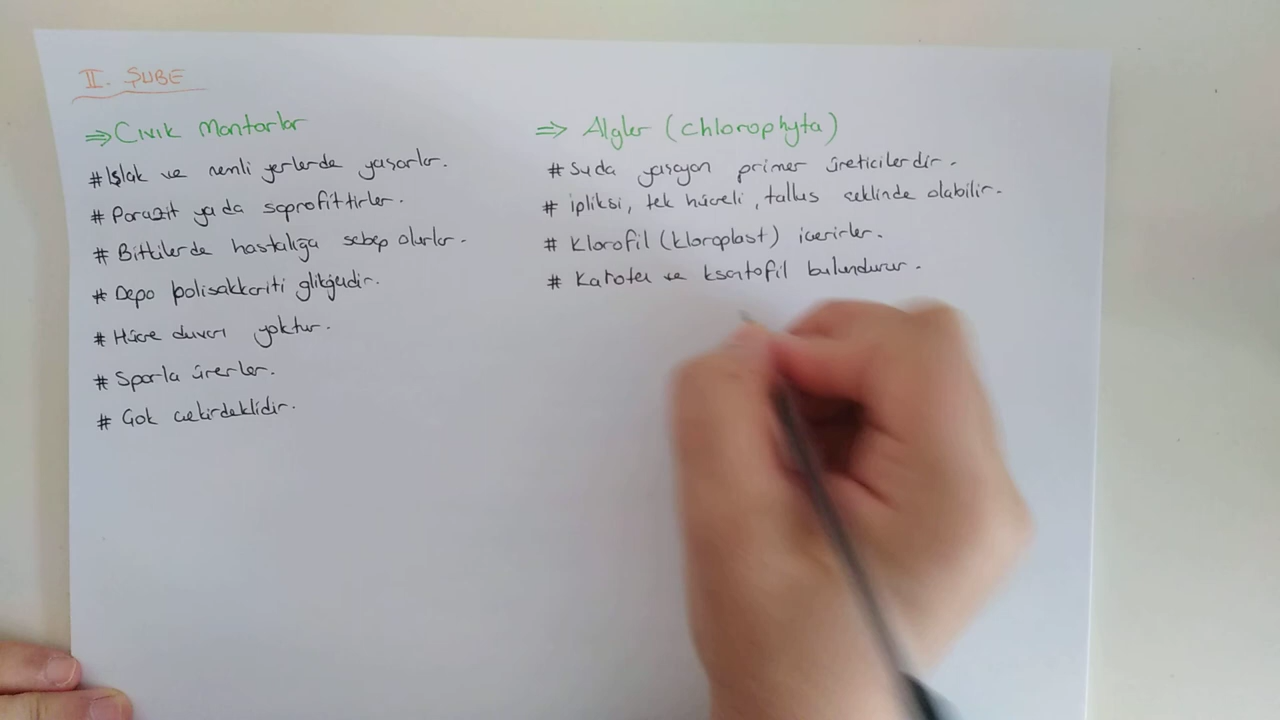 II. ŞUBE
⇒ Cıvık Mantarlar
# Işlak ve nemli yerlerde yaşarlar.
# Parazit ya da saprofittirler.
# Bitkilerde hastalığa sebep olurlar.
# Depo polisakkariti glikojendir.
# Hücre duvarı yoktur.
# Sporla ürerler.
# Çok çekirdeklidir.
⇒ Algler (chlorophyta)
# Suda yaşayan primer üreticilerdir.
# ipliksi, tek hücreli, tallus şeklinde olabilir.
# Klorofil (kloroplast) içerirler.
# Karoten ve ksantofil bulundurur.